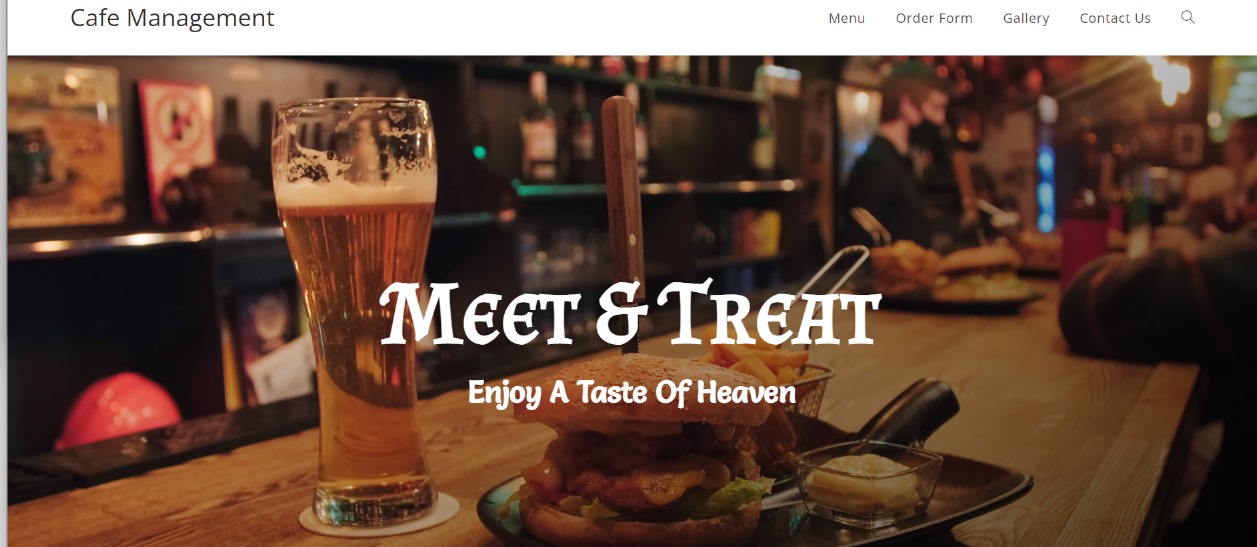 Cafe Management
Menu
Order Form
Gallery
Contact Us
Meet & Treat
Enjoy A Taste Of Heaven